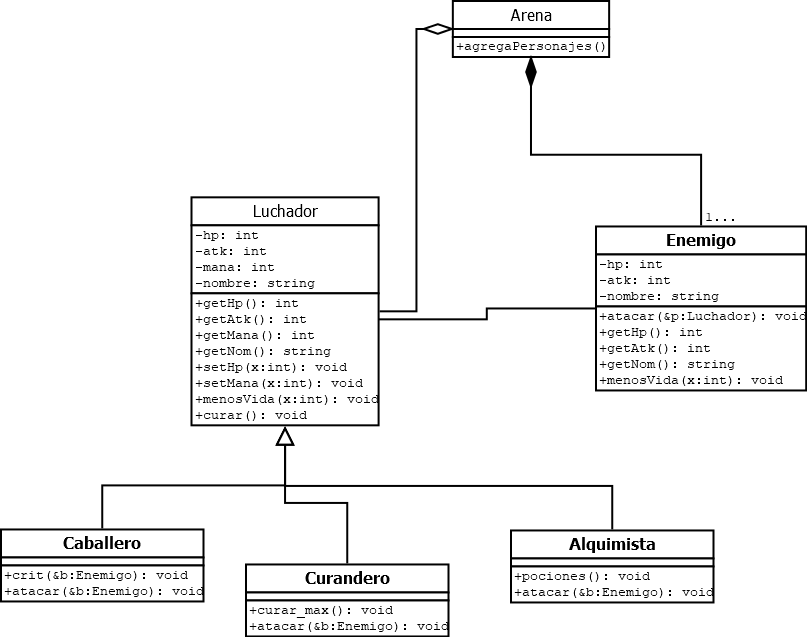 Arena
+agregaPersonajes()
1...
Luchador
-hp: int
-atk: int
-mana: int
-nombre: string
+getHp(): int
+getAtk(): int
+getMana(): int
+getNom(): string
+setHp(x:int): void
+setMana(x:int): void
+menosVida(x:int): void
+curar(): void
Enemigo
-hp: int
-atk: int
-nombre: string
+atacar(&p:Luchador): void
+getHp(): int
+getAtk(): int
+getNom(): string
+menosVida(x:int): void
Caballero
+crit(&b:Enemigo): void
+atacar(&b:Enemigo): void
Curandero
+curar_max(): void
+atacar(&b:Enemigo): void
Alquimista
+pociones(): void
+atacar(&b:Enemigo): void